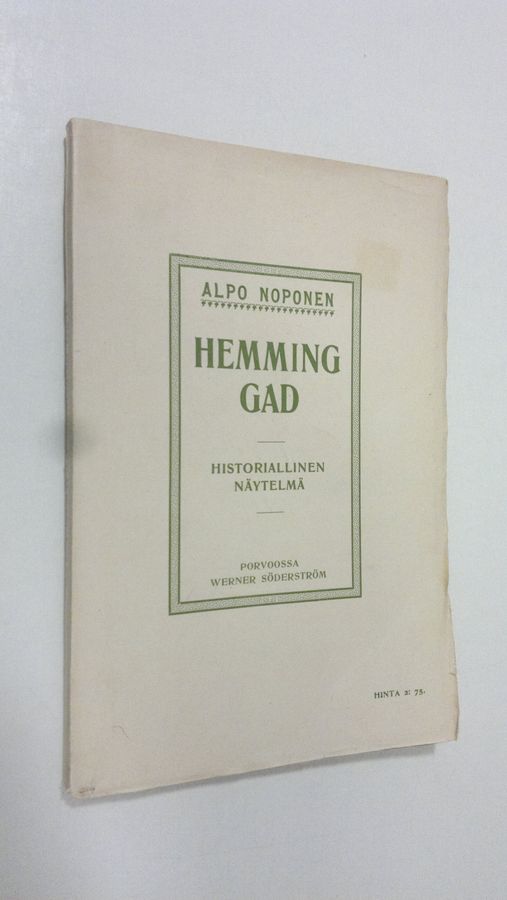 ALPO NOPONEN
HEMMING
GAD
HISTORIALLINEN
NÄYTELMÄ
PORVOOSSA
WERNER SÖDERSTRÖM
HINTA 2: 75.